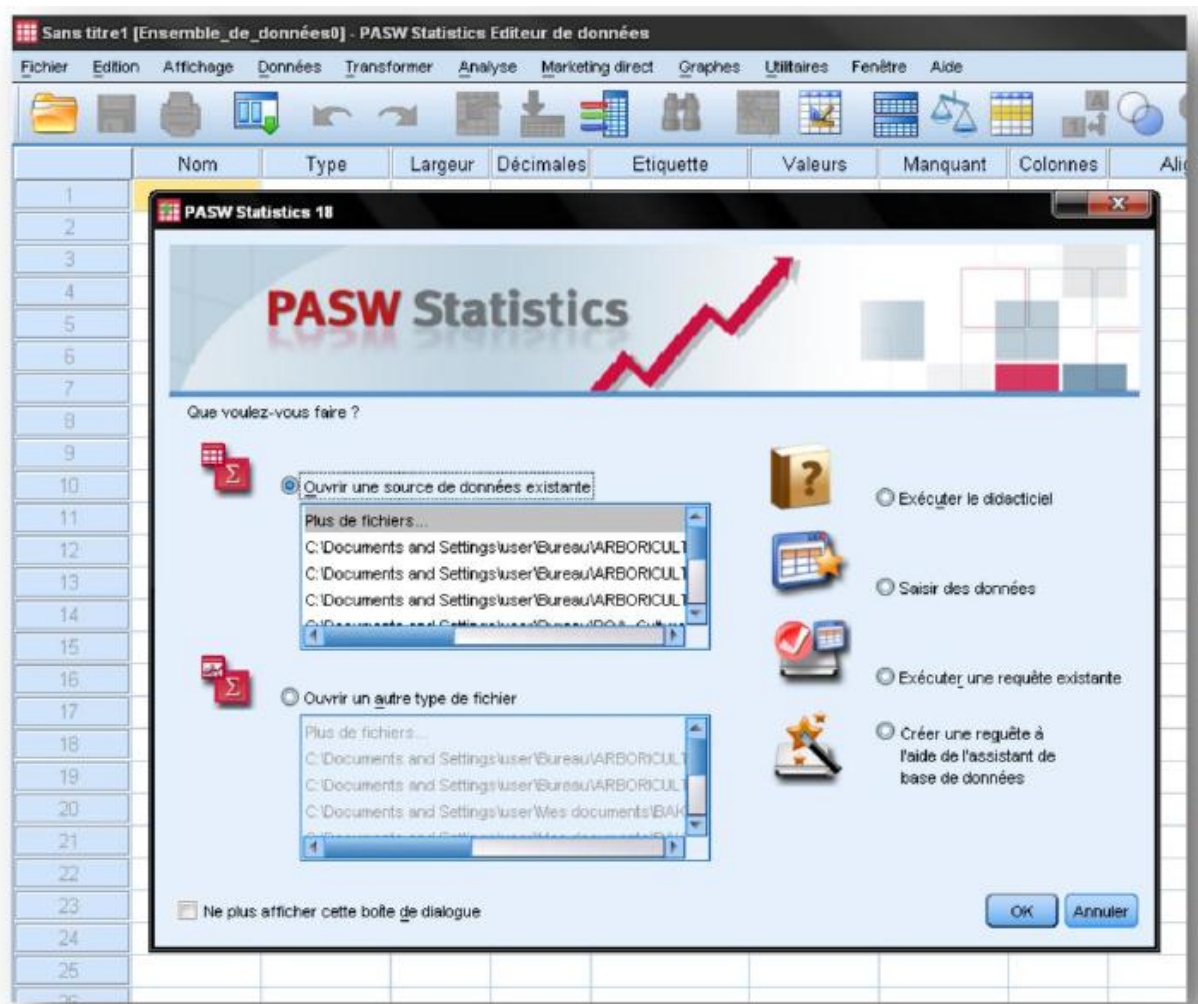 Sans titre1 [Ensemble_de_données0] - PASW Statistics Editeur de données
Fichier Edition Affichage Données Transformer Analyse Marketing direct Graphes Utilitaires Fenêtre Aide
Nom Type Largeur Décimales Etiquette Valeurs Manquant Colonnes
1
2
3
4
5
6
7
8
9
10
11
12
13
14
15
16
17
18
19
20
21
22
23
24
25
PASW Statistics 18
PASW Statistics
Que voulez-vous faire ?
Ouvrir une source de données existante
Plus de fichiers...
C:\Documents and Settings\user\Bureau\ARBORICULT
C:\Documents and Settings\user\Bureau\ARBORICULT
C:\Documents and Settings\user\Bureau\ARBORICULT
Ouvrir un autre type de fichier
Plus de fichiers...
C:\Documents and Settings\user\Bureau\ARBORICULT
C:\Documents and Settings\user\Bureau\ARBORICULT
C:\Documents and Settings\user\Mes documents\BAK
Exécuter le didacticiel
Saisir des données
Exécuter une requête existante
Créer une requête à
l'aide de l'assistant de
base de données
Ne plus afficher cette boîte de dialogue
OK Annuler